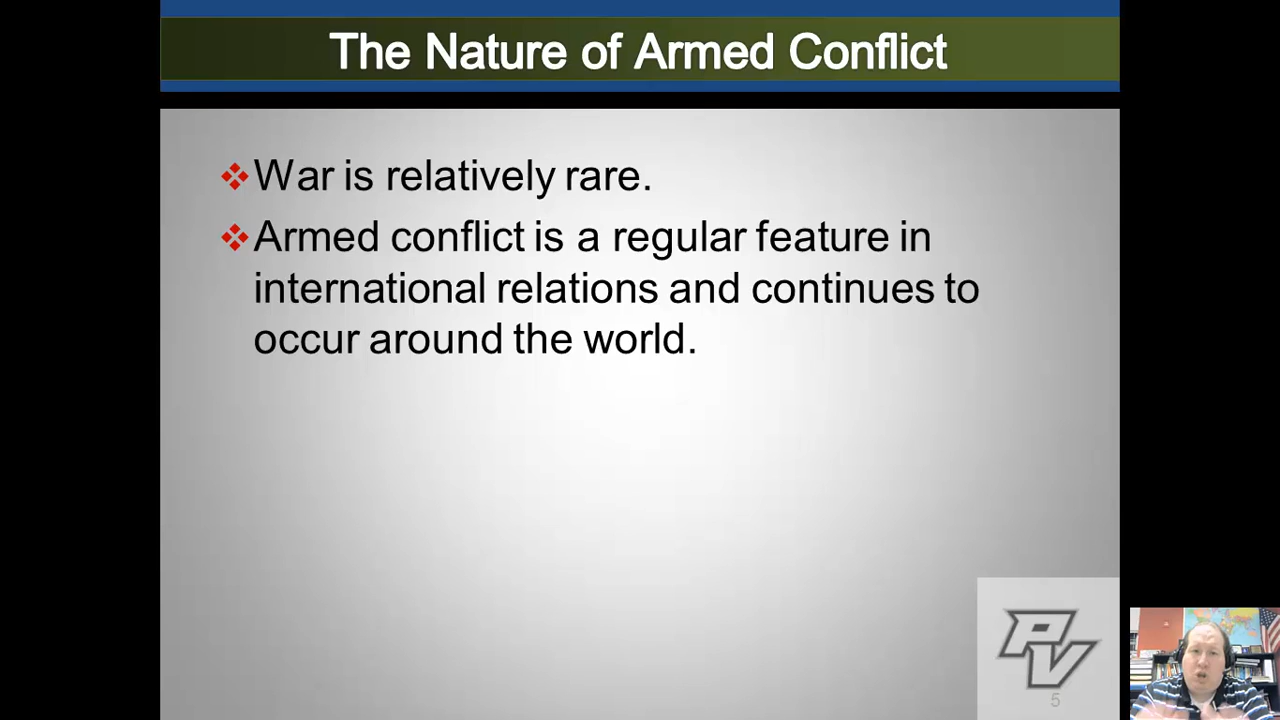 The Nature of Armed Conflict
War is relatively rare.
Armed conflict is a regular feature in
international relations and continues to
occur around the world.
PV
5